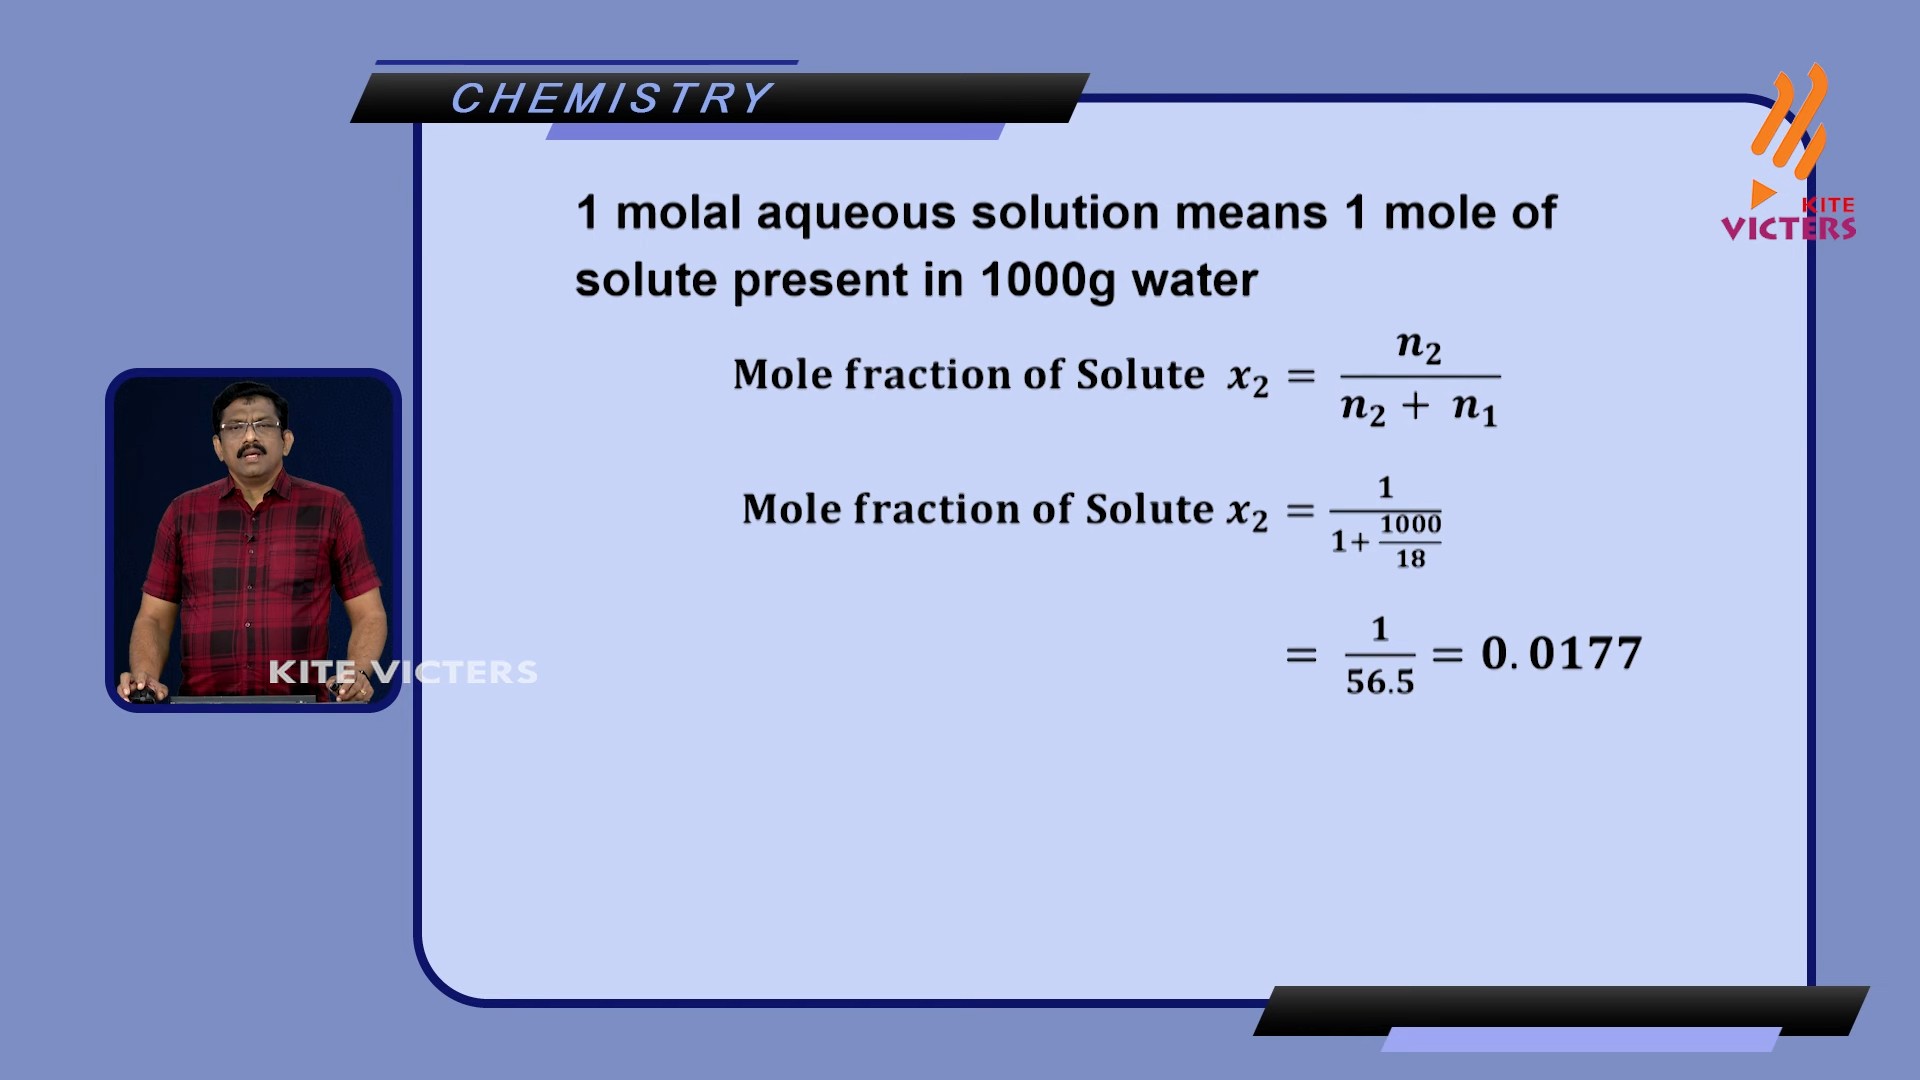 CHEMISTRY
KITE
VICTERS
1 molal aqueous solution means 1 mole of
solute present in 1000g water
Mole fraction of Solute x₂ = n₂ / (n₂ + n₁)
Mole fraction of Solute x₂ = 1 / (1+ 1000/18)
= 1/56.5 = 0.0177
KITE VICTERS